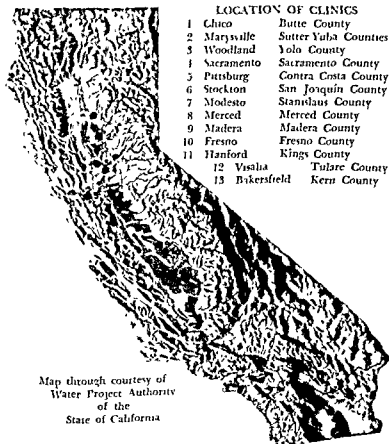 LOCATION OF CLINICS
1 Chico Butte County
2 Marysville Sutter Yuba Counties
3 Woodland Yolo County
4 Sacramento Sacramento County
5 Pittsburg Contra Costa County
6 Stockton San Joaquin County
7 Modesto Stanislaus County
8 Merced Merced County
9 Madera Madera County
10 Fresno Fresno County
11 Hanford Kings County
12 Visalia Tulare County
13 Bakersfield Kern County
Map through courtesy of
Water Project Authority
of the
State of California